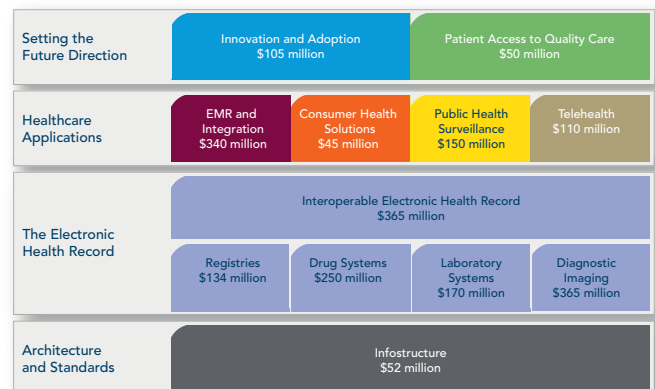 Setting the
Future Direction
Innovation and Adoption
$105 million
Patient Access to Quality Care
$50 million
Healthcare
Applications
EMR and
Integration
$340 million
Consumer Health
Solutions
$45 million
Public Health
Surveillance
$150 million
Telehealth
$110 million
The Electronic
Health Record
Interoperable Electronic Health Record
$365 million
Registries
$134 million
Drug Systems
$250 million
Laboratory
Systems
$170 million
Diagnostic
Imaging
$365 million
Architecture
and Standards
Infostructure
$52 million